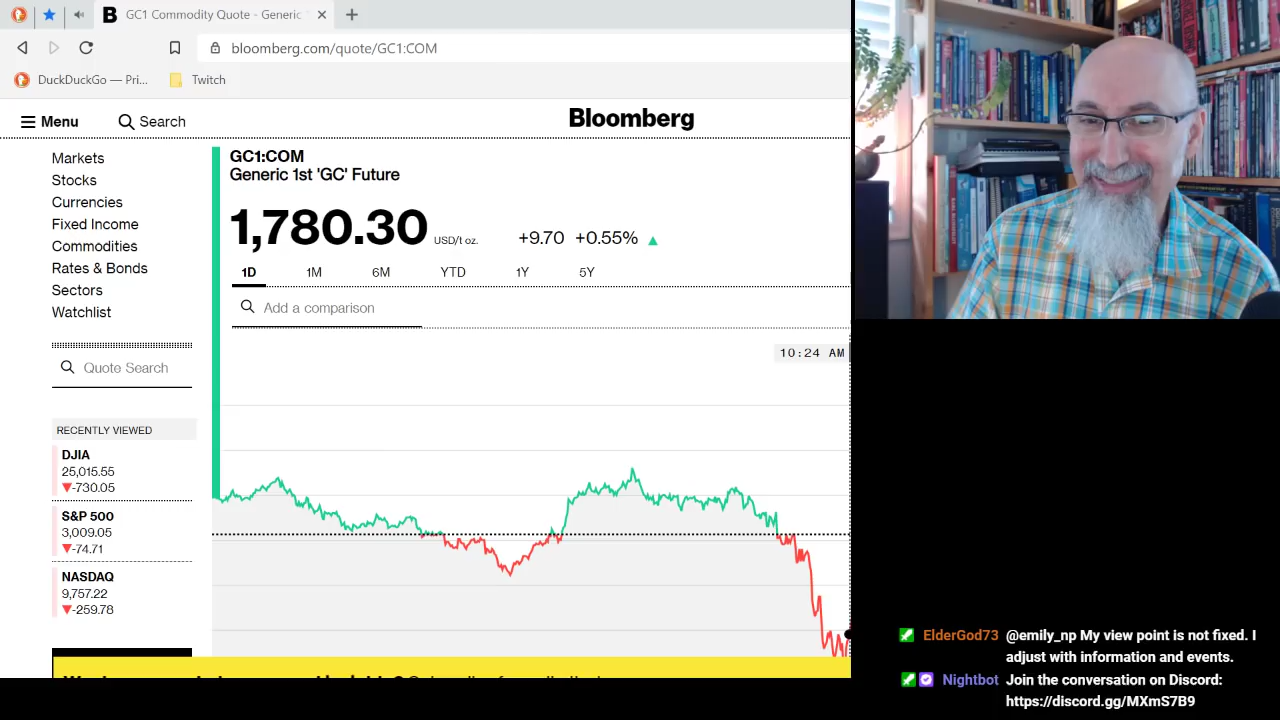 GC1 Commodity Quote - Generic
bloomberg.com/quote/GC1:COM
DuckDuckGo — Pri...
Twitch
Menu
Search
Bloomberg
Markets
Stocks
Currencies
Fixed Income
Commodities
Rates & Bonds
Sectors
Watchlist
Quote Search
RECENTLY VIEWED
DJIA
25,015.55
▼-730.05
S&P 500
3,009.05
▼-74.71
NASDAQ
9,757.22
▼-259.78
GC1:COM
Generic 1st 'GC' Future
1,780.30 USD/t oz. +9.70 +0.55% ▲
1D 1M 6M YTD 1Y 5Y
Add a comparison
10:24 AM
ElderGod73 @emily_np My view point is not fixed. I
adjust with information and events.
Nightbot Join the conversation on Discord:
https://discord.gg/MXmS7B9